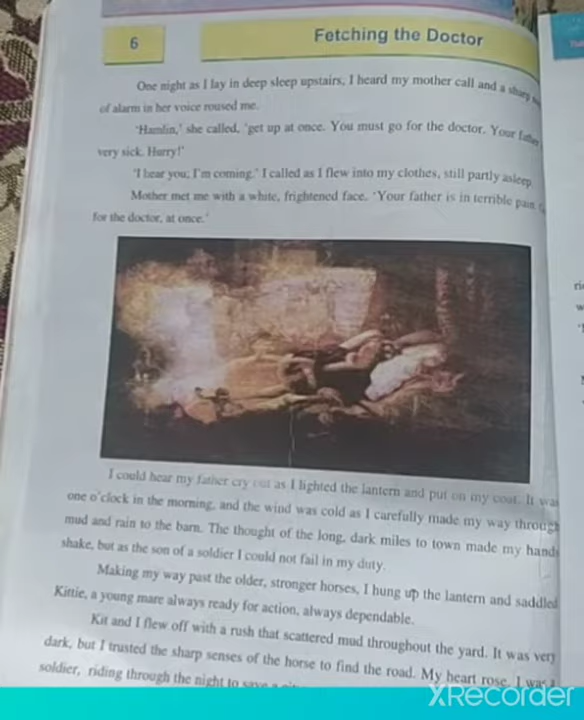 6
Fetching the Doctor
One night as I lay in deep sleep upstairs, I heard my mother call and a sharp
of alarm in her voice roused me.
'Hamlin,' she called, 'get up at once. You must go for the doctor. Your father
very sick. Hurry!'
'I hear you; I'm coming.' I called as I flew into my clothes, still partly asleep.
Mother met me with a white, frightened face. 'Your father is in terrible pain.
for the doctor, at once.'
I could hear my father cry out as I lighted the lantern and put on my coat. It was
one o'clock in the morning, and the wind was cold as I carefully made my way through
mud and rain to the barn. The thought of the long, dark miles to town made my hands
shake, but as the son of a soldier I could not fail in my duty.
Making my way past the older, stronger horses, I hung up the lantern and saddled
Kittie, a young mare always ready for action, always dependable.
Kit and I flew off with a rush that scattered mud throughout the yard. It was very
dark, but I trusted the sharp senses of the horse to find the road. My heart rose. I was a
soldier, riding through the night to save a
XRecorder